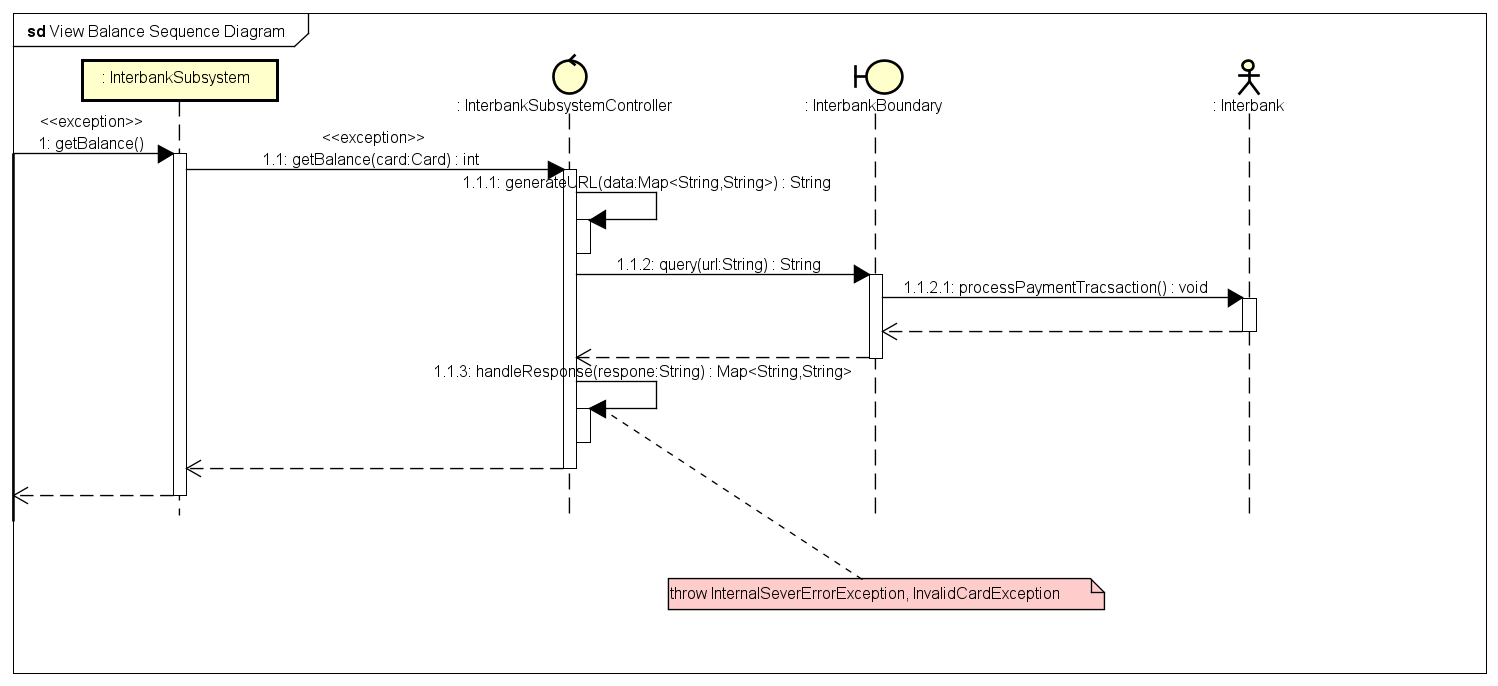 sd View Balance Sequence Diagram
: InterbankSubsystem
: InterbankSubsystemController
: InterbankBoundary
: Interbank
<<exception>>
1: getBalance()
<<exception>>
1.1: getBalance(card:Card) : int
1.1.1: generateURL(data:Map<String,String>) : String
1.1.2: query(url:String) : String
1.1.2.1: processPaymentTracsaction() : void
1.1.3: handleResponse(respone:String) : Map<String,String>
throw InternalSeverErrorException, InvalidCardException